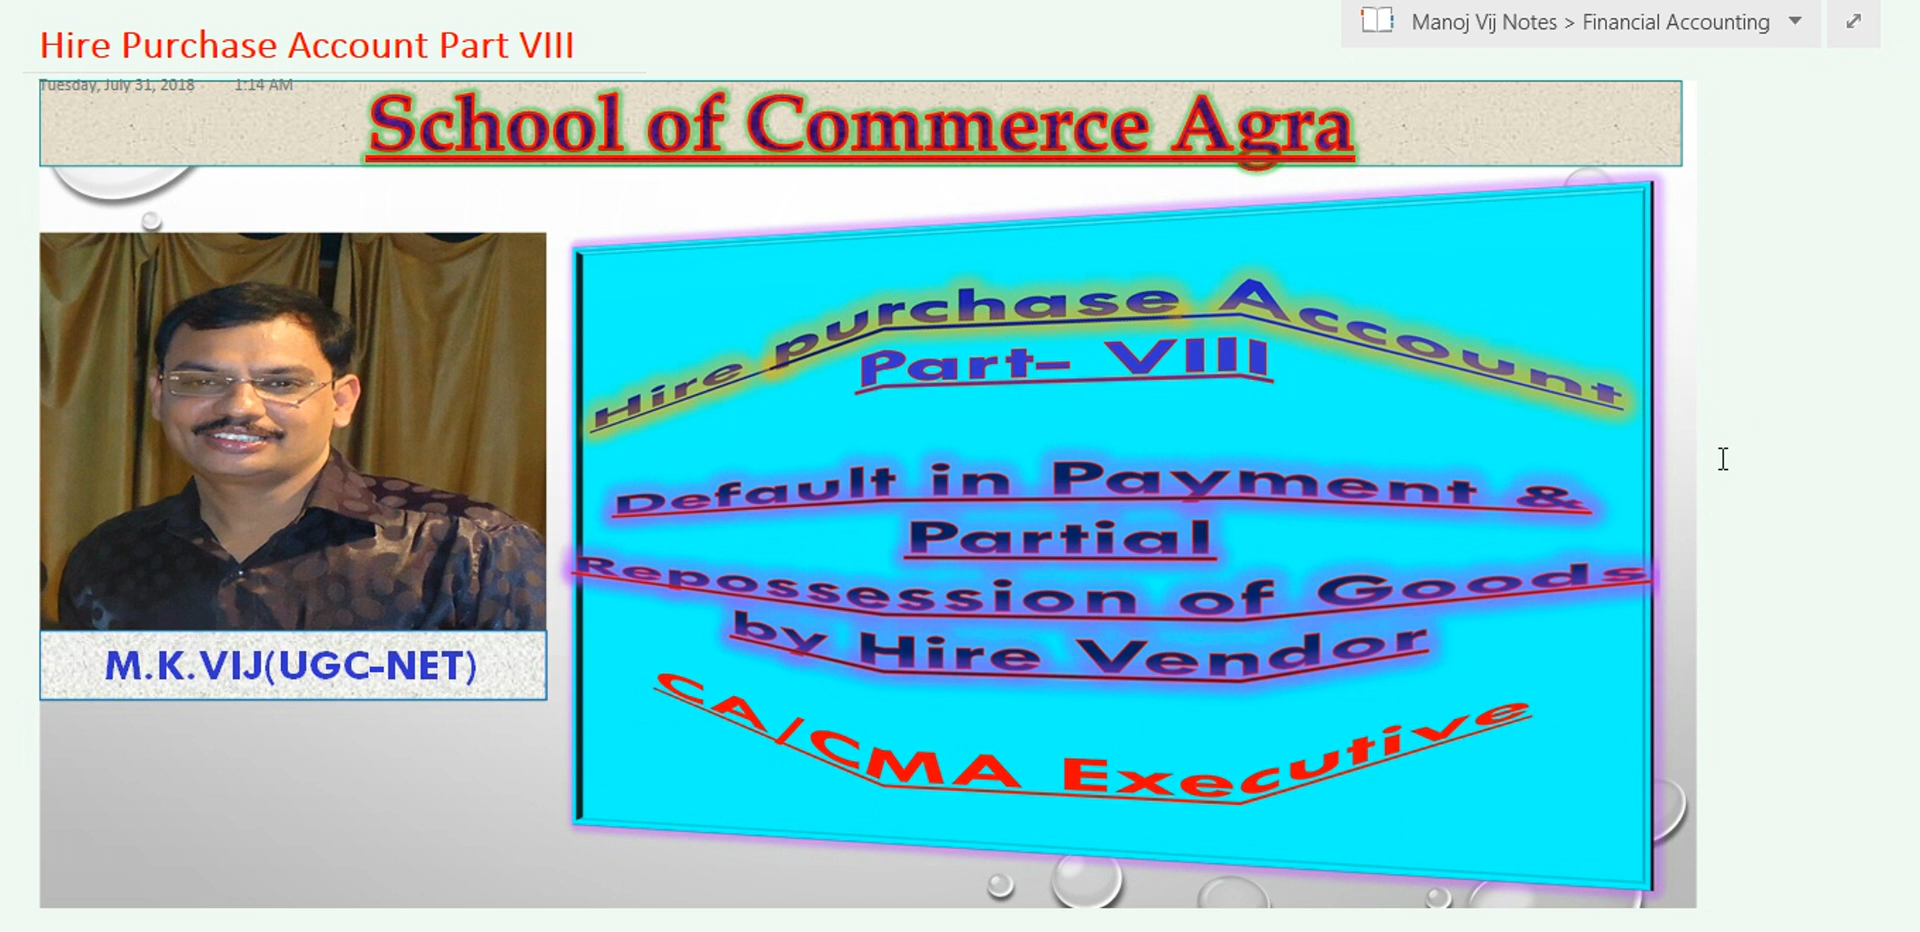 Manoj Vij Notes > Financial Accounting
Hire Purchase Account Part VIII
Tuesday, July 31, 2018 1:14 AM
School of Commerce Agra
Hire purchase Account
Part- VIII
Default in Payment &
Partial
Repossession of Goods
by Hire Vendor
CA/CMA Executive
M.K.VIJ(UGC-NET)